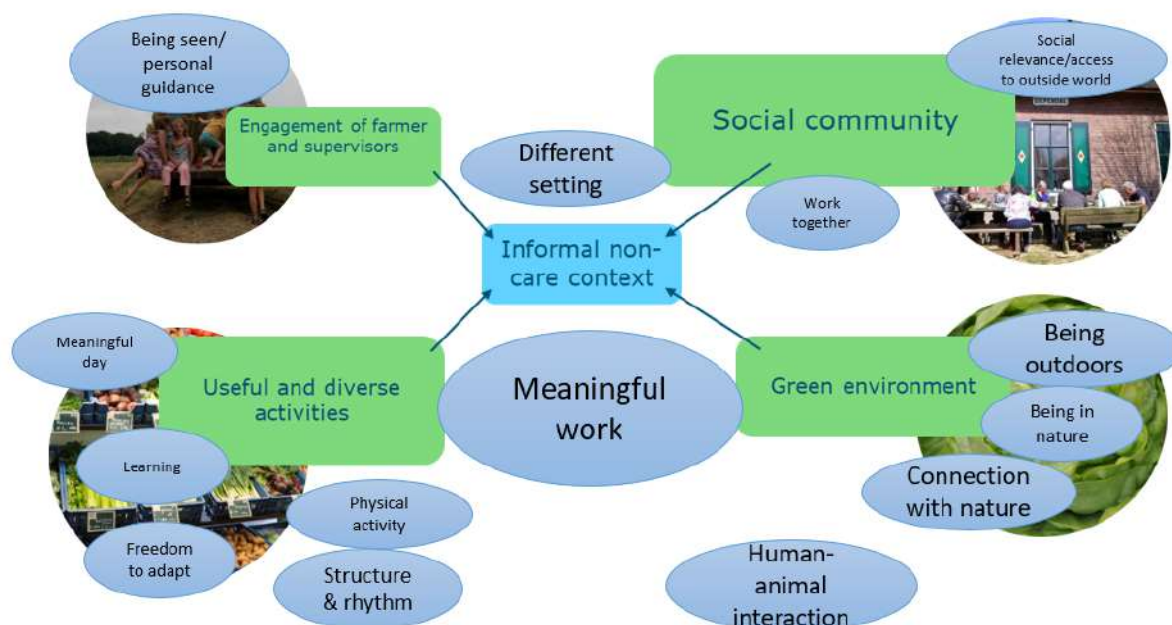 Being seen/
personal
guidance
Engagement of farmer
and supervisors
Different
setting
Social community
Social
relevance/access
to outside world
Work
together
Informal non-
care context
Meaningful
day
Useful and diverse
activities
Meaningful
work
Green environment
Being
outdoors
Being in
nature
Connection
with nature
Learning
Physical
activity
Freedom
to adapt
Structure
& rhythm
Human-
animal
interaction